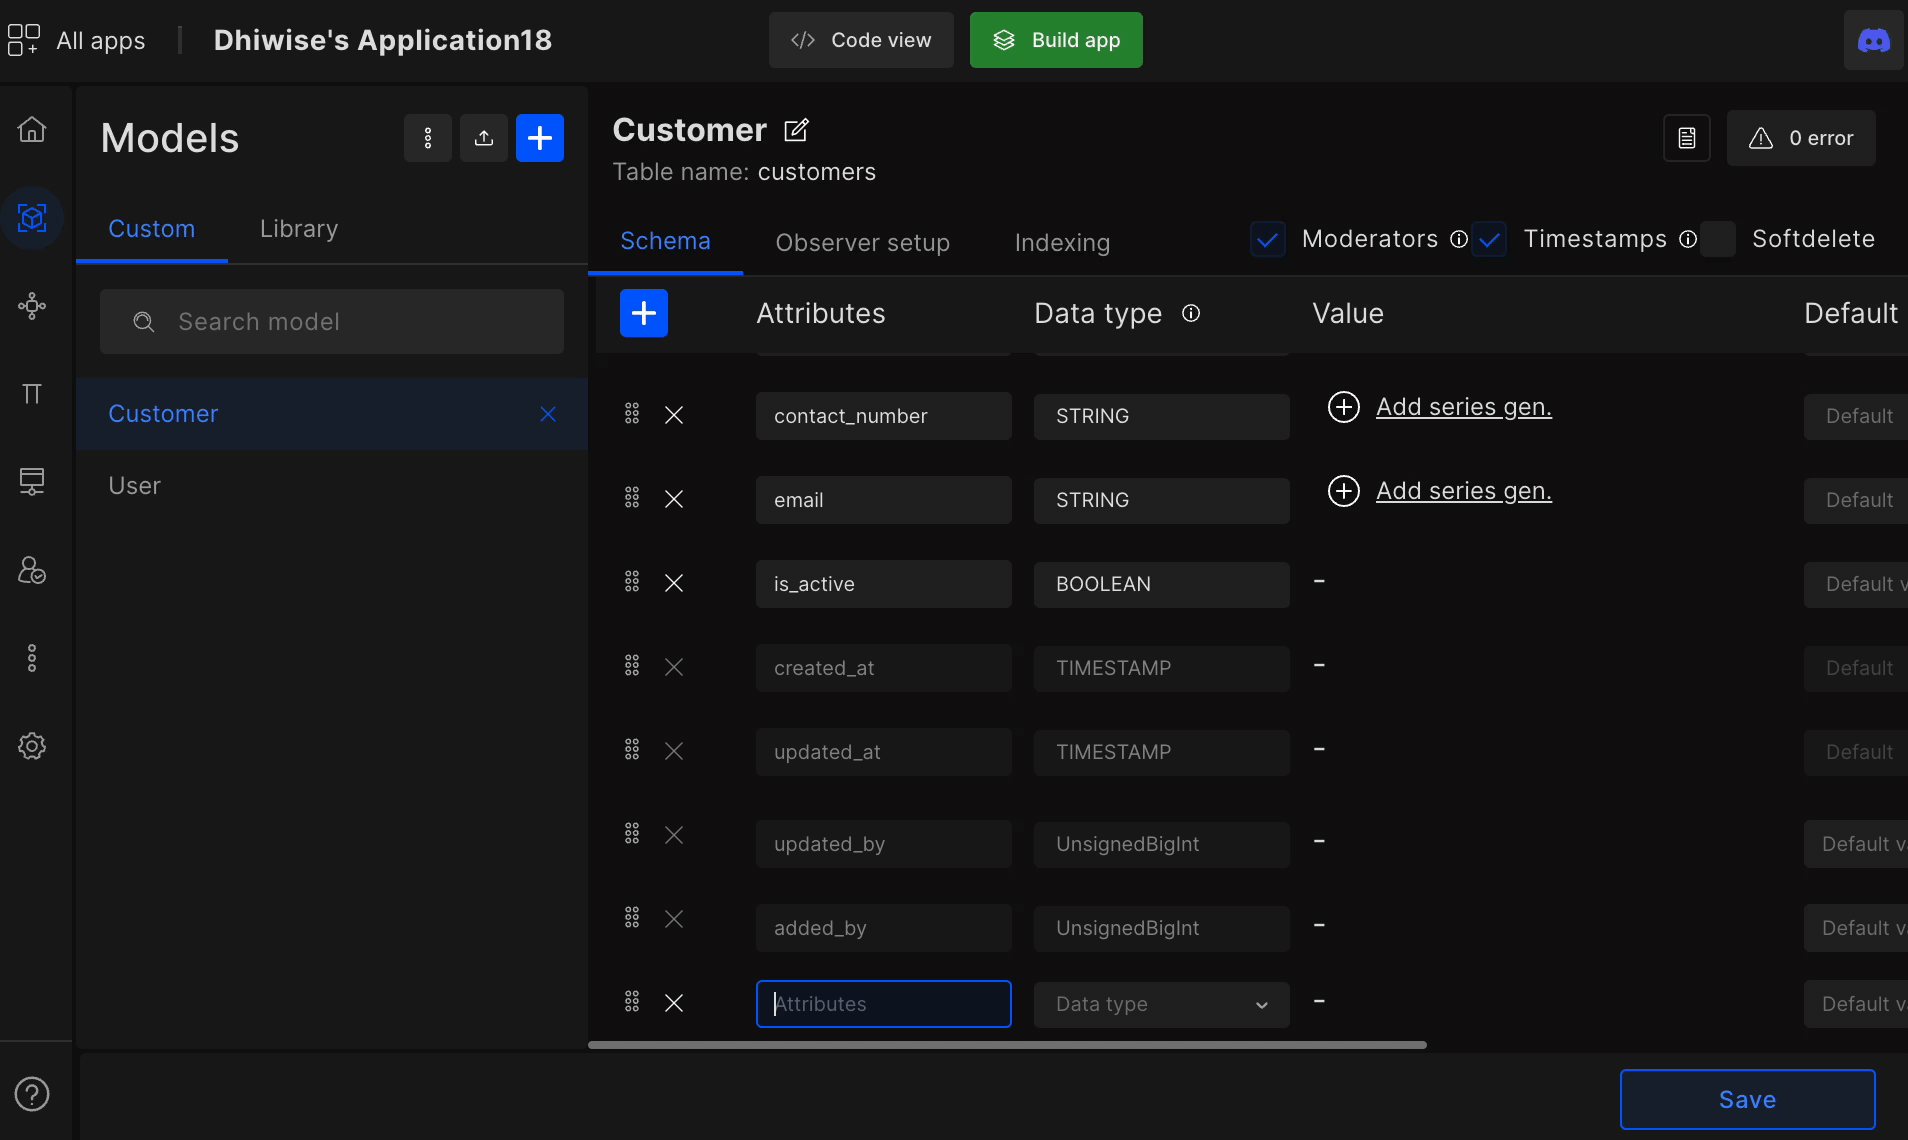 All apps
Dhiwise's Application18
Code view
Build app
Models
Custom
Library
Search model
Customer
User
Customer
Table name: customers
0 error
Schema
Observer setup
Indexing
Moderators
Timestamps
Softdelete
Attributes
Data type
Value
Default
contact_number
STRING
Add series gen.
Default
email
STRING
Add series gen.
Default
is_active
BOOLEAN
-
Default v
created_at
TIMESTAMP
-
Default
updated_at
TIMESTAMP
-
Default
updated_by
UnsignedBigInt
-
Default va
added_by
UnsignedBigInt
-
Default va
Attributes
Data type
-
Default va
Save